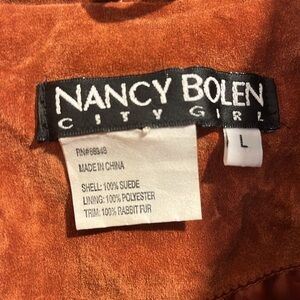 NANCY BOLEN
CITY GIRL
L
MADE IN CHINA
SHELL: 100% SUEDE
LINING: 100% POLYESTER
TRIM: 100% RABBIT FUR